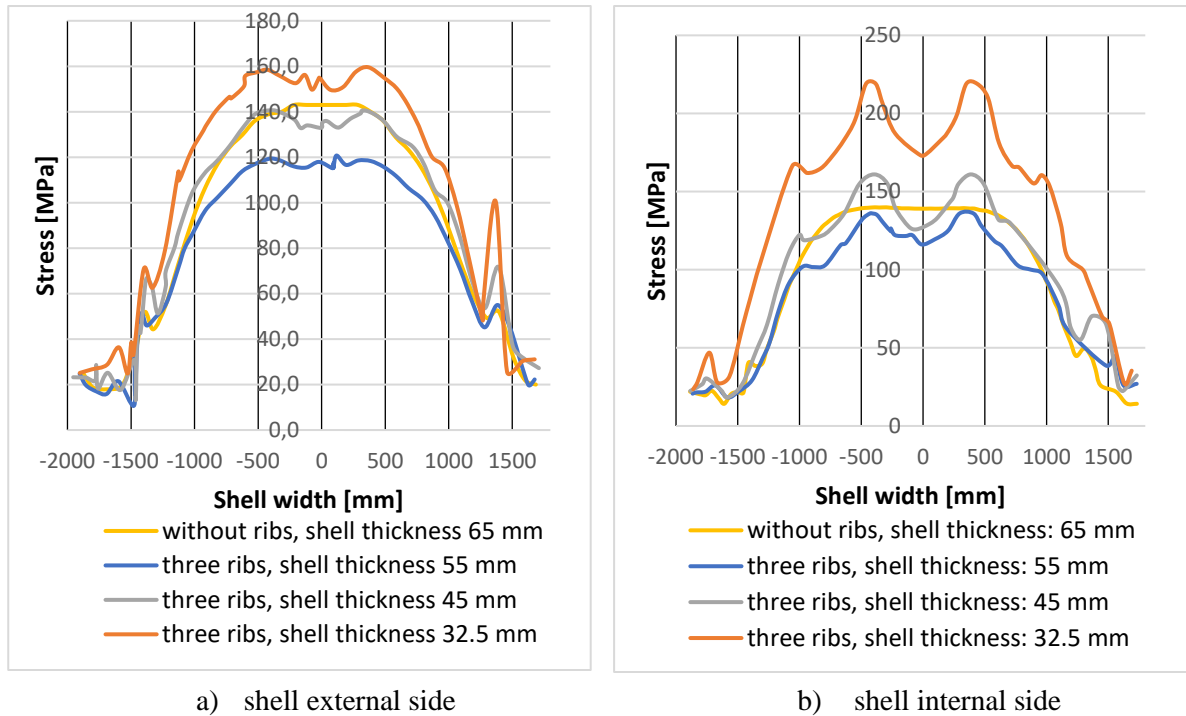 180,0
160,0
140,0
120,0
100,0
80,0
60,0
40,0
20,0
0,0
Stress [MPa]
-2000 -1500 -1000 -500 0 500 1000 1500
Shell width [mm]
without ribs, shell thickness 65 mm
three ribs, shell thickness 55 mm
three ribs, shell thickness 45 mm
three ribs, shell thickness 32.5 mm
a) shell external side
250
200
150
100
50
0
Stress [MPa]
-2000 -1500 -1000 -500 0 500 1000 1500
Shell width [mm]
without ribs, shell thickness: 65 mm
three ribs, shell thickness: 55 mm
three ribs, shell thickness: 45 mm
three ribs, shell thickness: 32.5 mm
b) shell internal side